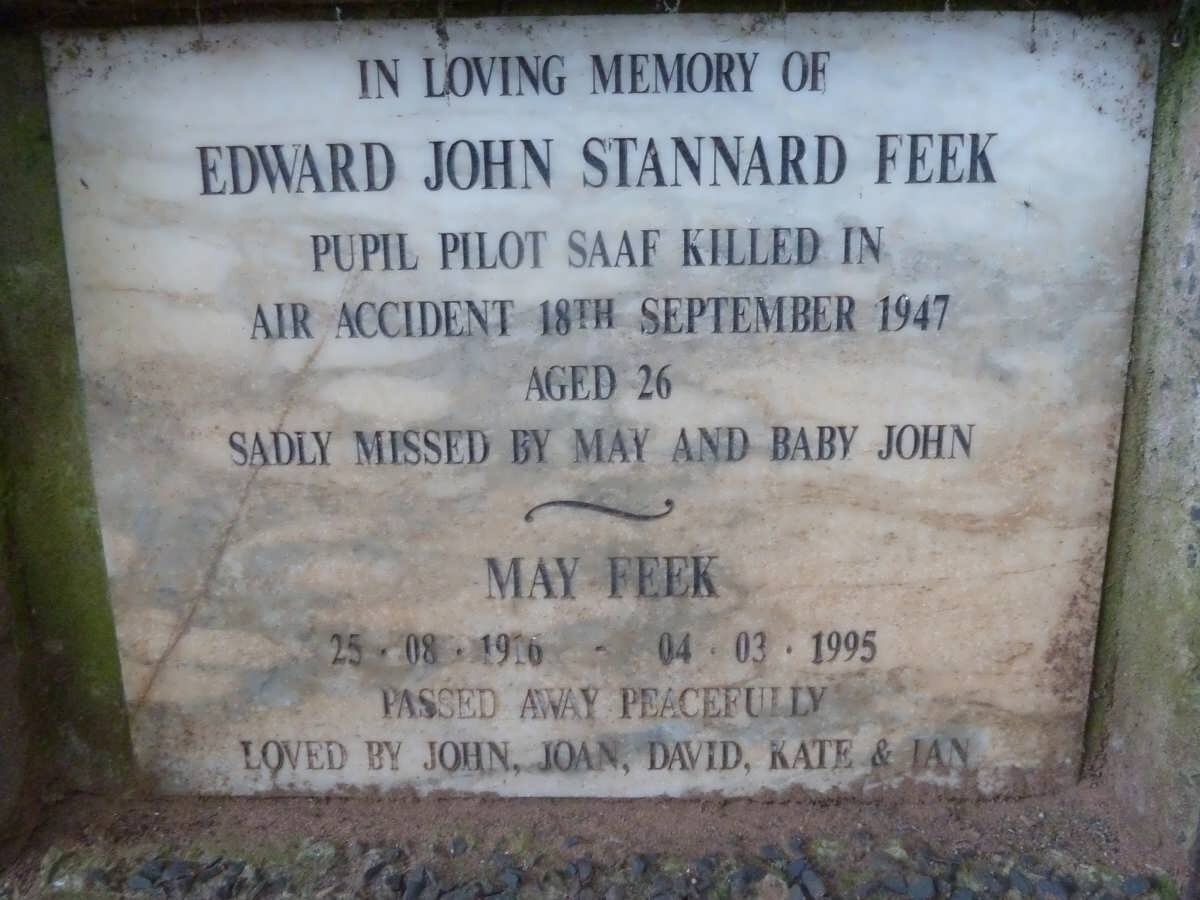 IN LOVING MEMORY OF
EDWARD JOHN STANNARD FEEK
PUPIL PILOT SAAF KILLED IN
AIR ACCIDENT 18TH SEPTEMBER 1947
AGED 26
SADLY MISSED BY MAY AND BABY JOHN
MAY FEEK
25 · 08 · 1916 - 04 · 03 · 1995
PASSED AWAY PEACEFULLY
LOVED BY JOHN, JOAN, DAVID, KATE & IAN